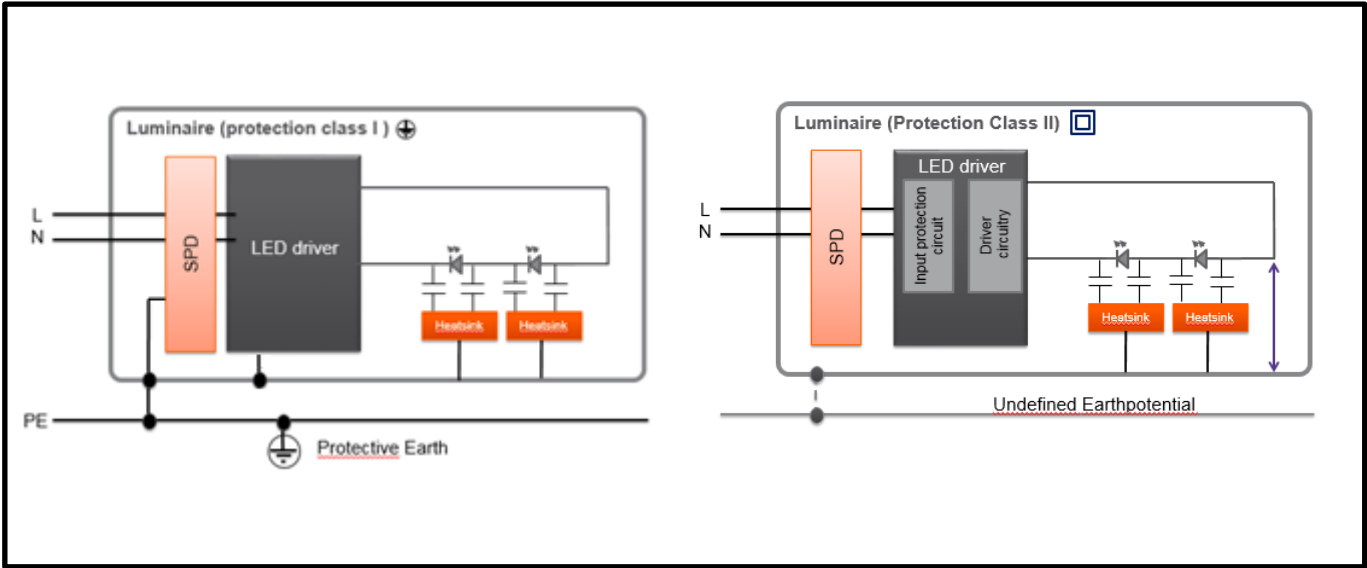 Luminaire (protection class I )
L
N
SPD
LED driver
Heatsink
Heatsink
PE
Protective Earth
Luminaire (Protection Class II)
L
N
SPD
LED driver
Input protection
circuit
Driver
circuitry
Heatsink
Heatsink
Undefined Earthpotential